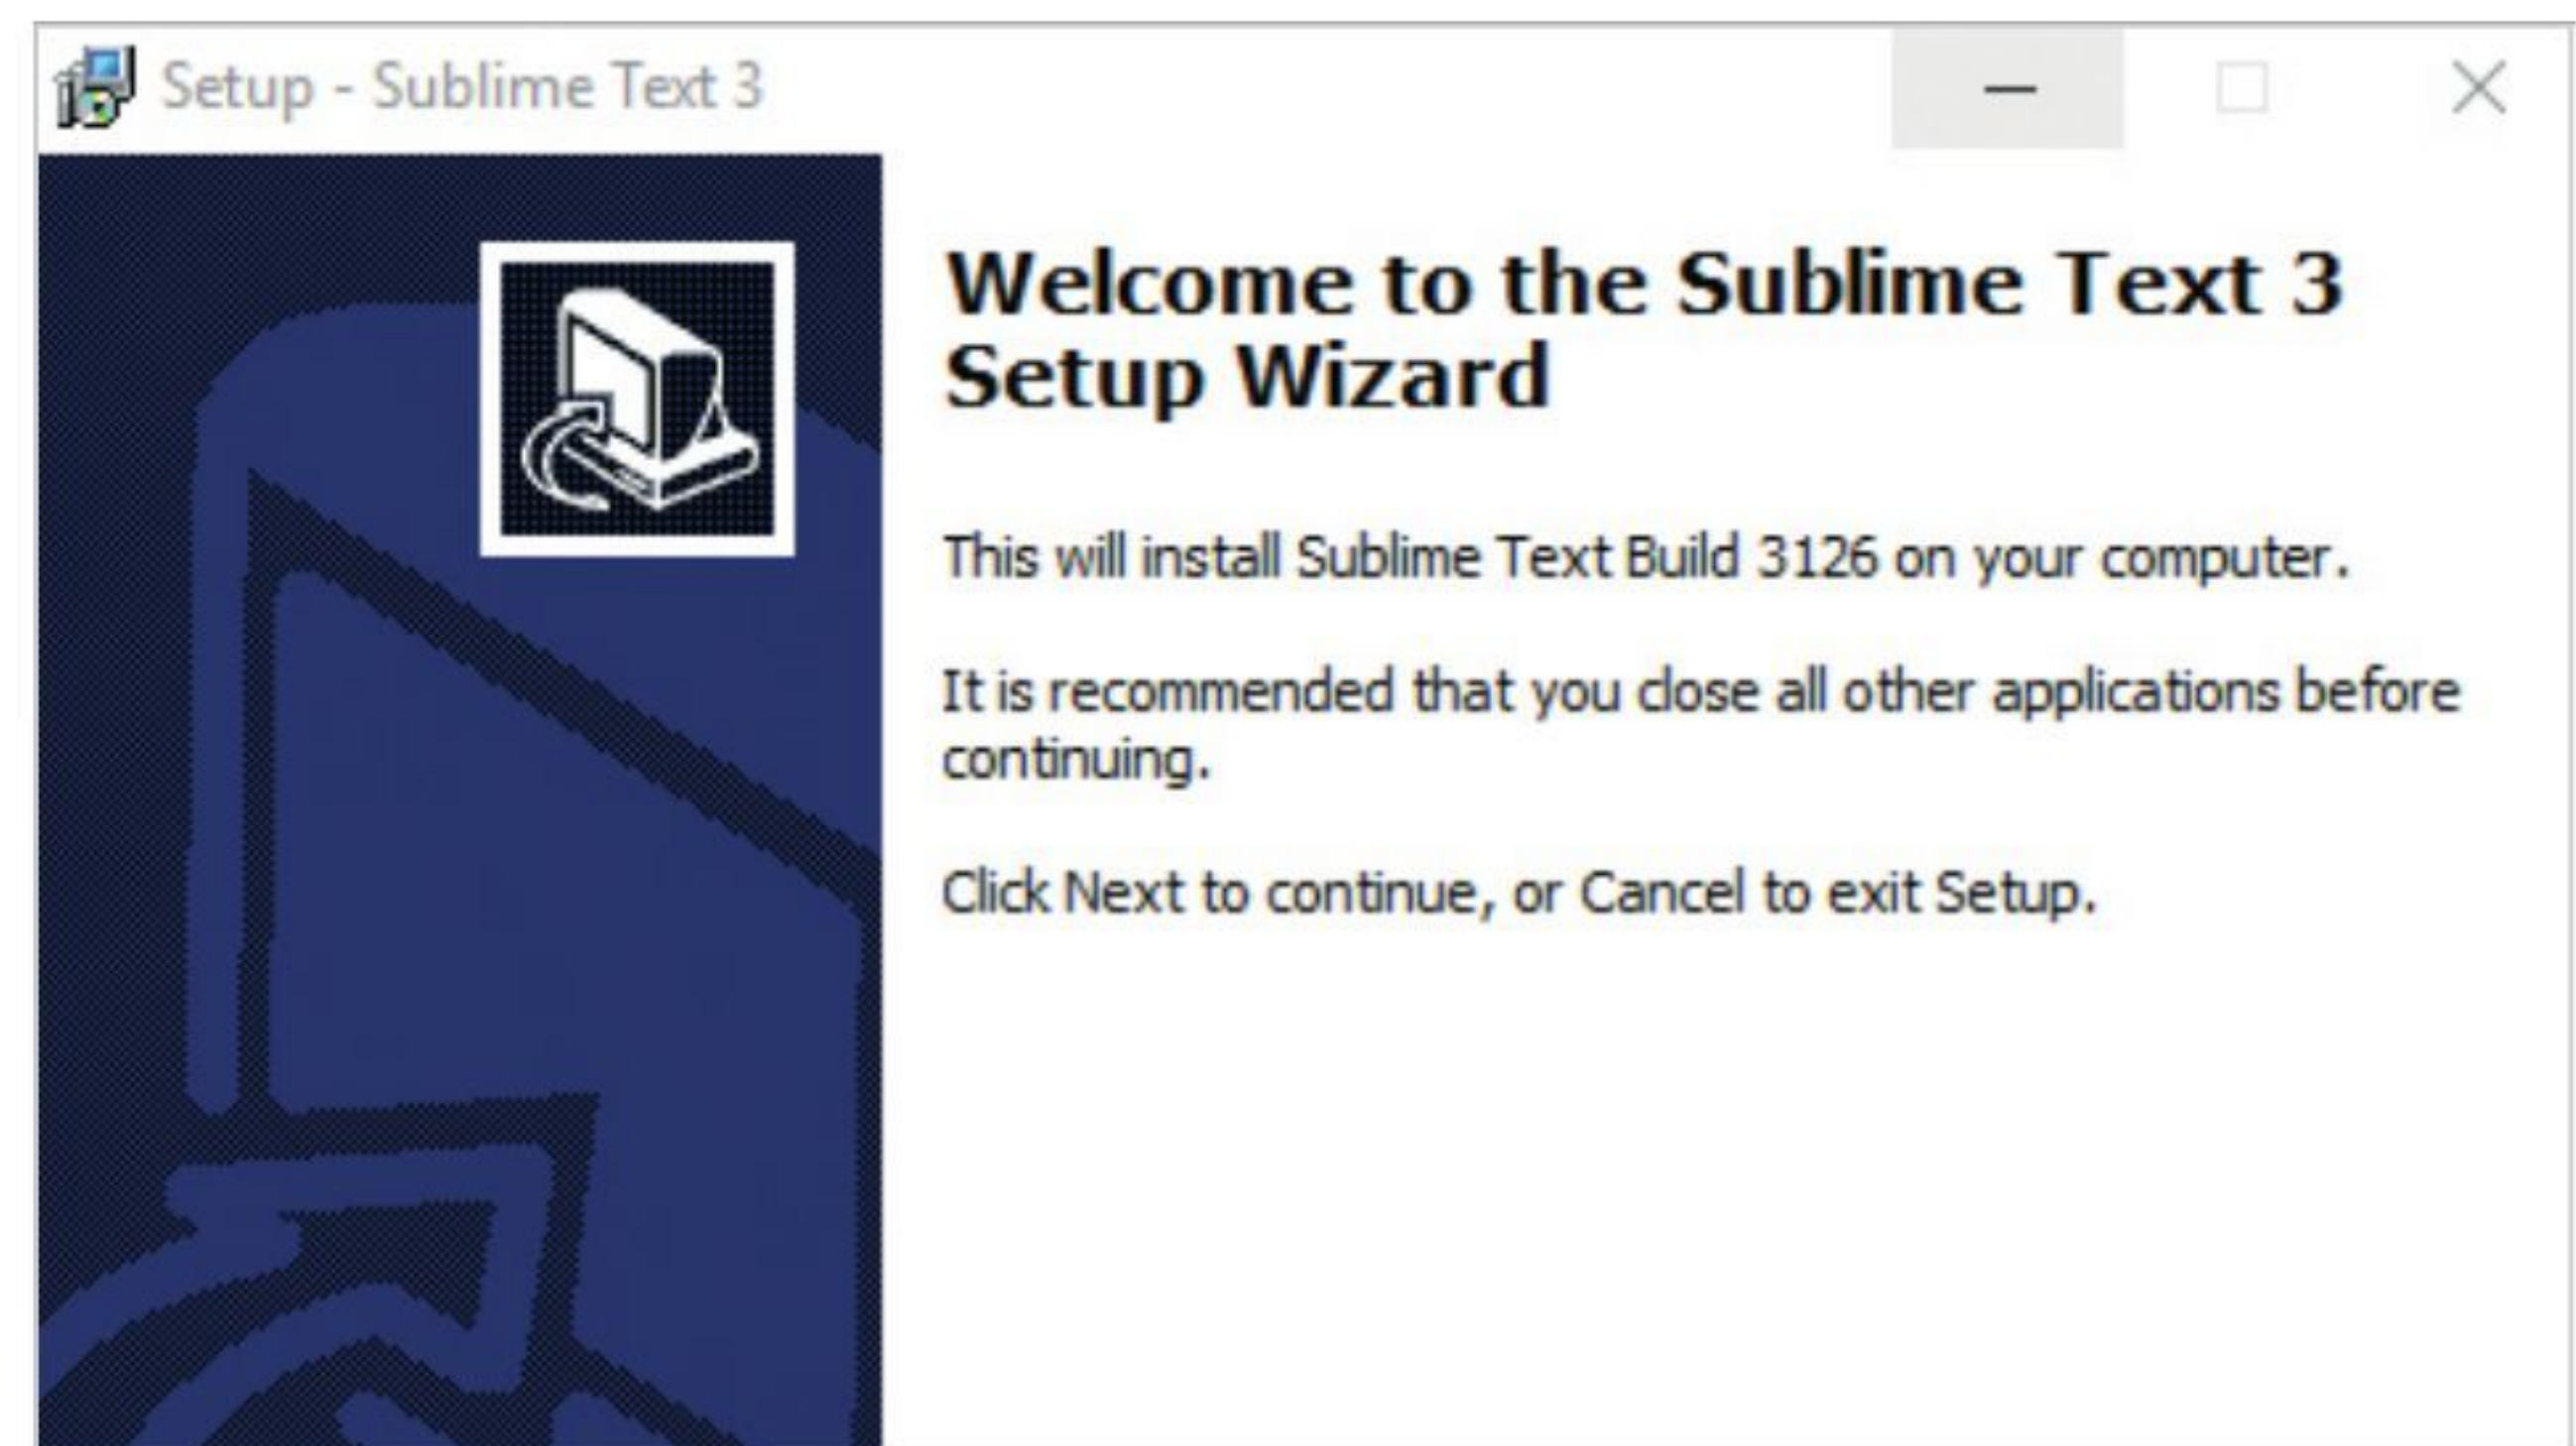 Setup - Sublime Text 3
Welcome to the Sublime Text 3
Setup Wizard
This will install Sublime Text Build 3126 on your computer.
It is recommended that you close all other applications before
continuing.
Click Next to continue, or Cancel to exit Setup.